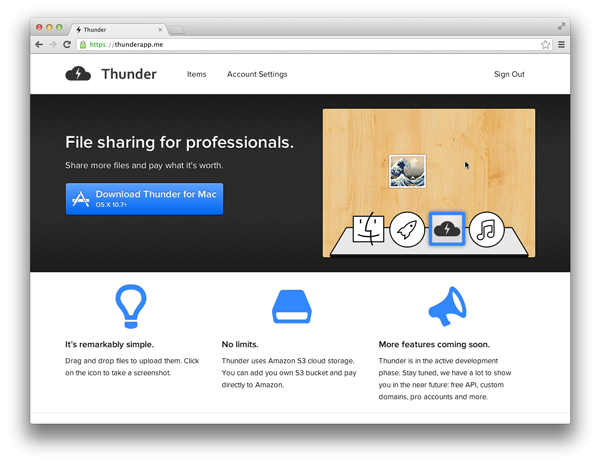 Thunder
https://thunderapp.me
Thunder
Items
Account Settings
Sign Out
File sharing for professionals.
Share more files and pay what it's worth.
Download Thunder for Mac
OS X 10.7+
It's remarkably simple.
Drag and drop files to upload them. Click
on the icon to take a screenshot.
No limits.
Thunder uses Amazon S3 cloud storage.
You can add you own S3 bucket and pay
directly to Amazon.
More features coming soon.
Thunder is in the active development
phase. Stay tuned, we have a lot to show
you in the near future: free API, custom
domains, pro accounts and more.